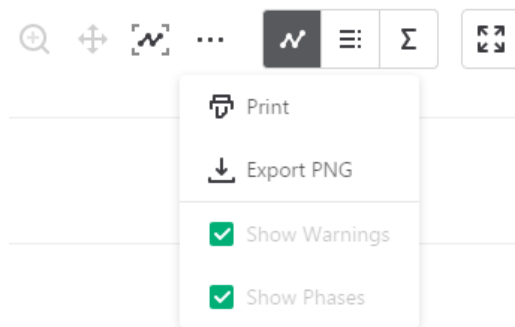 Σ
Print
Export PNG
Show Warnings
Show Phases